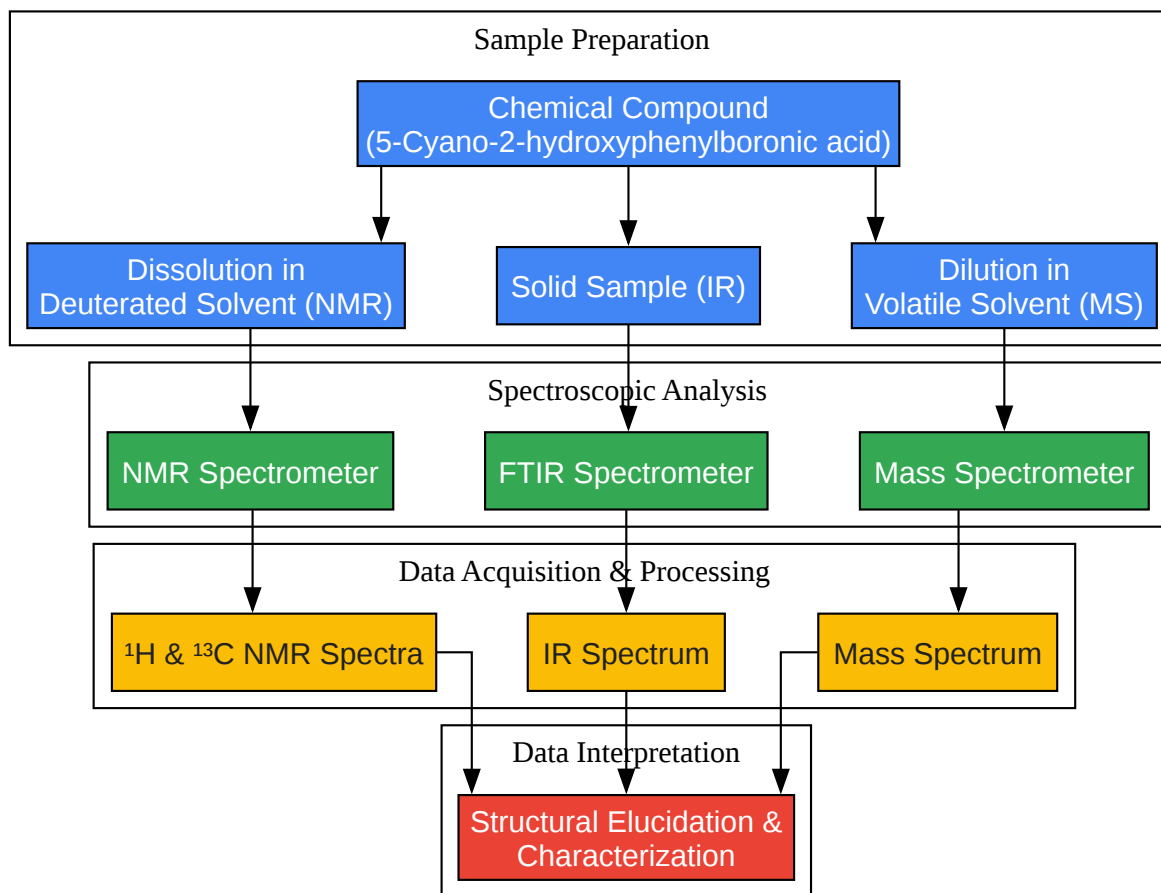 Sample Preparation
Chemical Compound
(5-Cyano-2-hydroxyphenylboronic acid)
Dissolution in
Deuterated Solvent (NMR)
Solid Sample (IR)
Dilution in
Volatile Solvent (MS)
Spectroscopic Analysis
NMR Spectrometer
FTIR Spectrometer
Mass Spectrometer
Data Acquisition & Processing
¹H & ¹³C NMR Spectra
IR Spectrum
Mass Spectrum
Data Interpretation
Structural Elucidation &
Characterization